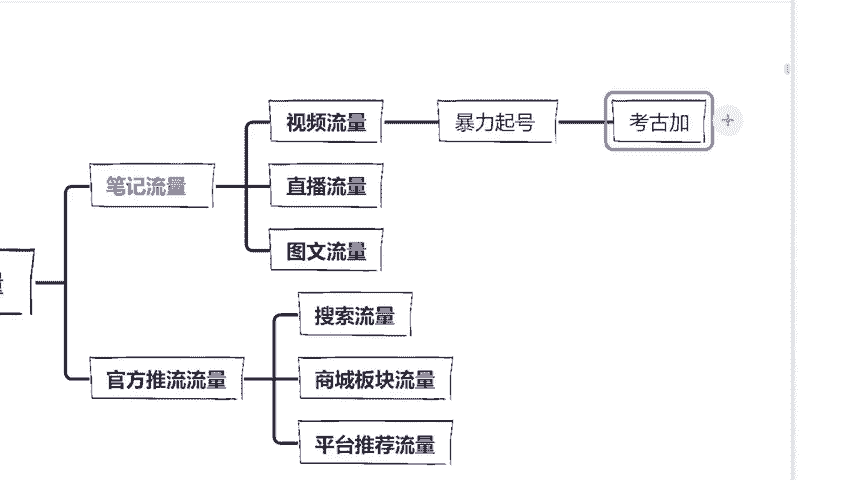 视频流量
暴力起号
考古加
笔记流量
直播流量
图文流量
量
搜索流量
官方推流流量
商城板块流量
平台推荐流量